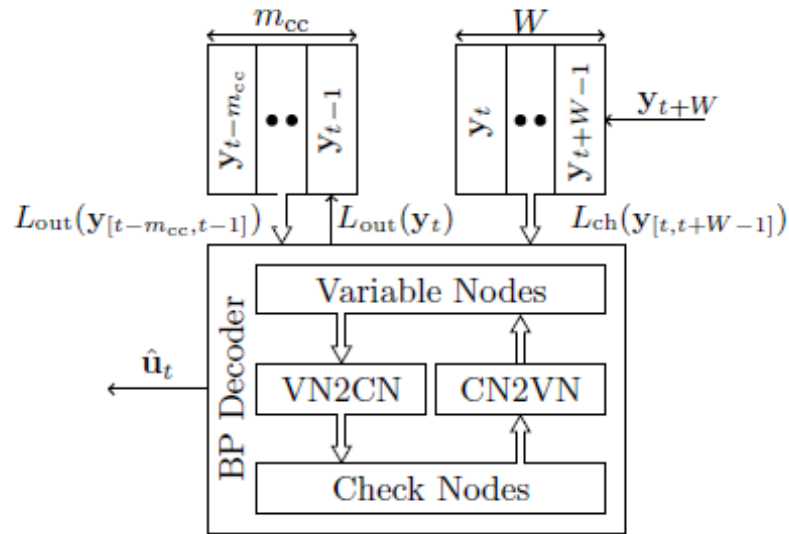 m_cc W
y_{t−m_cc} •• y_{t−1} y_t •• y_{t+W−1} y_{t+W}
L_out(y_{[t−m_cc,t−1]}) L_out(y_t) L_ch(y_{[t,t+W−1]})
BP Decoder
Variable Nodes
û_t
VN2CN CN2VN
Check Nodes